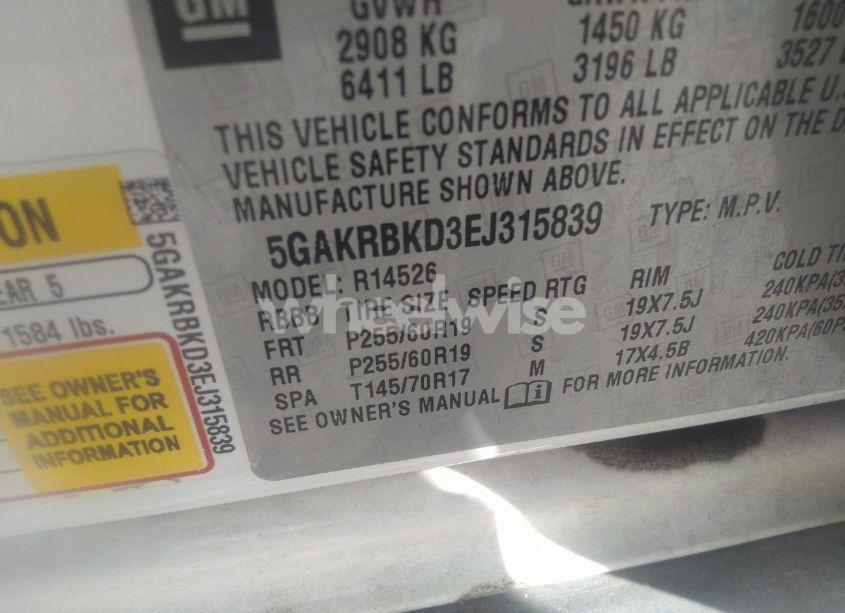 GM
GVWR
2908 KG
6411 LB
1450 KG
3196 LB
1600
3527
THIS VEHICLE CONFORMS TO ALL APPLICABLE U.S
VEHICLE SAFETY STANDARDS IN EFFECT ON THE D
MANUFACTURE SHOWN ABOVE.
5GAKRBKD3EJ315839 TYPE: M.P.V.
MODEL: R14526
RBBB TIRE SIZE SPEED RTG RIM COLD TI
FRT P255/60R19 S 19X7.5J 240KPA(35
RR P255/60R19 S 19X7.5J 240KPA(35
SPA T145/70R17 M 17X4.5B 420KPA(60P
SEE OWNER'S MANUAL FOR MORE INFORMATION.
ON
EAR 5
1584 lbs.
SEE OWNER'S
MANUAL FOR
ADDITIONAL
INFORMATION
5GAKRBKD3EJ315839
wheelwise